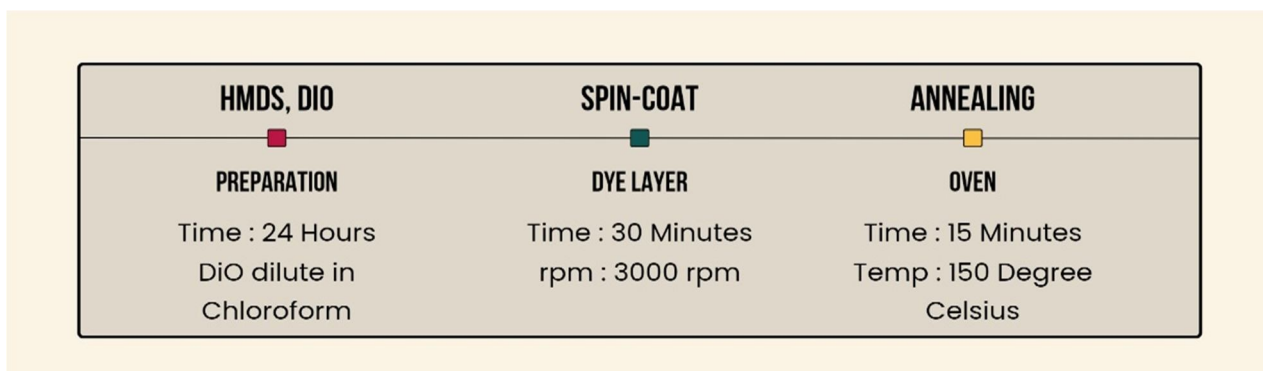 HMDS, DIO
PREPARATION
Time : 24 Hours
DiO dilute in
Chloroform
SPIN-COAT
DYE LAYER
Time : 30 Minutes
rpm : 3000 rpm
ANNEALING
OVEN
Time : 15 Minutes
Temp : 150 Degree
Celsius